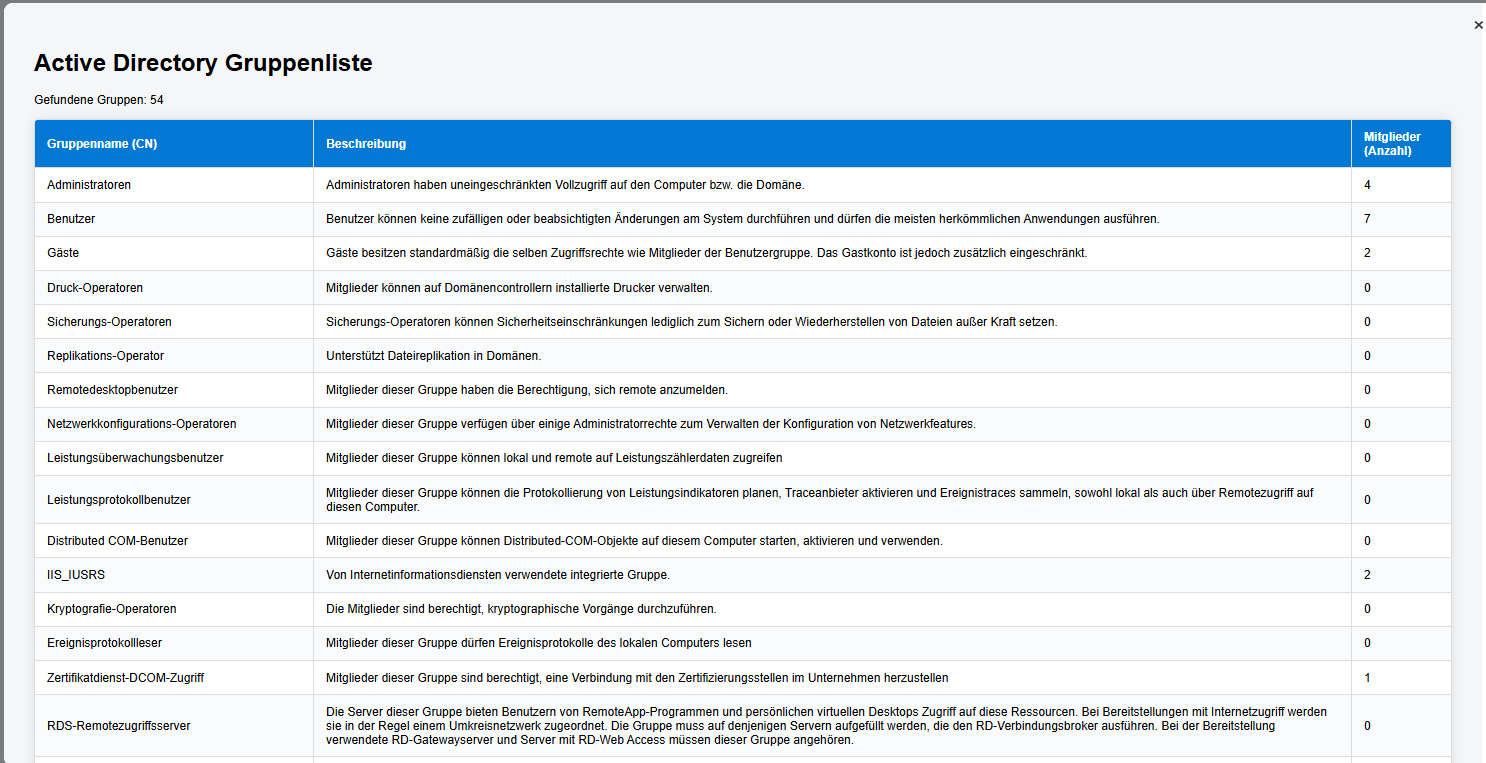 ×
Active Directory Gruppenliste
Gefundene Gruppen: 54
Gruppenname (CN) Beschreibung Mitglieder
(Anzahl)
Administratoren Administratoren haben uneingeschränkten Vollzugriff auf den Computer bzw. die Domäne. 4
Benutzer Benutzer können keine zufälligen oder beabsichtigten Änderungen am System durchführen und dürfen die meisten herkömmlichen Anwendungen ausführen. 7
Gäste Gäste besitzen standardmäßig die selben Zugriffsrechte wie Mitglieder der Benutzergruppe. Das Gastkonto ist jedoch zusätzlich eingeschränkt. 2
Druck-Operatoren Mitglieder können auf Domänencontrollern installierte Drucker verwalten. 0
Sicherungs-Operatoren Sicherungs-Operatoren können Sicherheitseinschränkungen lediglich zum Sichern oder Wiederherstellen von Dateien außer Kraft setzen. 0
Replikations-Operator Unterstützt Dateireplikation in Domänen. 0
Remotedesktopbenutzer Mitglieder dieser Gruppe haben die Berechtigung, sich remote anzumelden. 0
Netzwerkkonfigurations-Operatoren Mitglieder dieser Gruppe verfügen über einige Administratorrechte zum Verwalten der Konfiguration von Netzwerkfeatures. 0
Leistungsüberwachungsbenutzer Mitglieder dieser Gruppe können lokal und remote auf Leistungszählerdaten zugreifen 0
Leistungsprotokollbenutzer Mitglieder dieser Gruppe können die Protokollierung von Leistungsindikatoren planen, Traceanbieter aktivieren und Ereignistraces sammeln, sowohl lokal als auch über Remotezugriff auf
diesen Computer. 0
Distributed COM-Benutzer Mitglieder dieser Gruppe können Distributed-COM-Objekte auf diesem Computer starten, aktivieren und verwenden. 0
IIS_IUSRS Von Internetinformationsdiensten verwendete integrierte Gruppe. 2
Kryptografie-Operatoren Die Mitglieder sind berechtigt, kryptographische Vorgänge durchzuführen. 0
Ereignisprotokollleser Mitglieder dieser Gruppe dürfen Ereignisprotokolle des lokalen Computers lesen 0
Zertifikatdienst-DCOM-Zugriff Mitglieder dieser Gruppe sind berechtigt, eine Verbindung mit den Zertifizierungsstellen im Unternehmen herzustellen 1
RDS-Remotezugriffsserver Die Server dieser Gruppe bieten Benutzern von RemoteApp-Programmen und persönlichen virtuellen Desktops Zugriff auf diese Ressourcen. Bei Bereitstellungen mit Internetzugriff werden
sie in der Regel einem Umkreisnetzwerk zugeordnet. Die Gruppe muss auf denjenigen Servern aufgefüllt werden, die den RD-Verbindungsbroker ausführen. Bei der Bereitstellung
verwendete RD-Gatewayserver und Server mit RD-Web Access müssen dieser Gruppe angehören. 0